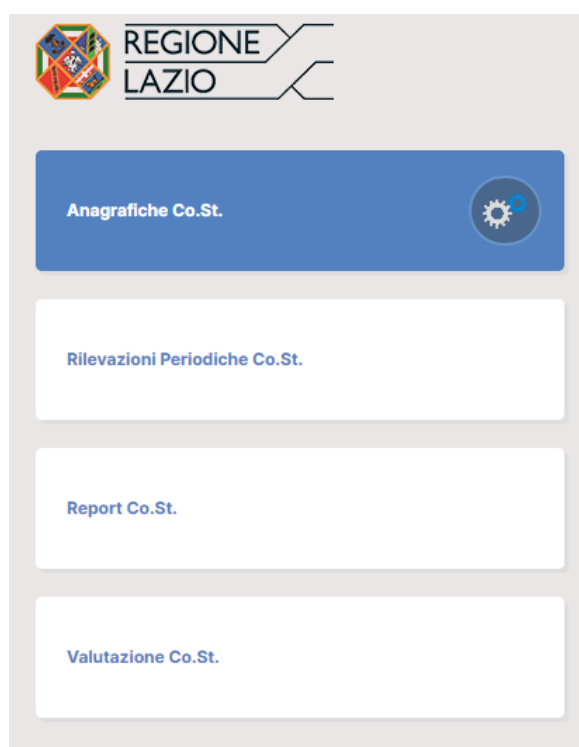 REGIONE
LAZIO
Anagrafiche Co.St.
Rilevazioni Periodiche Co.St.
Report Co.St.
Valutazione Co.St.